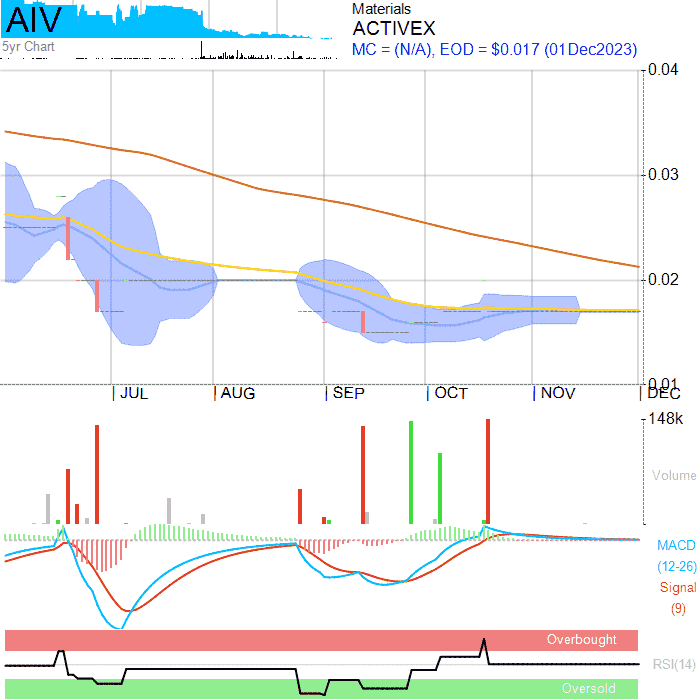 AIV
5yr Chart
Materials
ACTIVEX
MC = (N/A), EOD = $0.017 (01Dec2023)
0.04
0.03
0.02
0.01
JUL
AUG
SEP
OCT
NOV
DEC
148k
Volume
MACD
(12-26)
Signal
(9)
Overbought
RSI(14)
Oversold